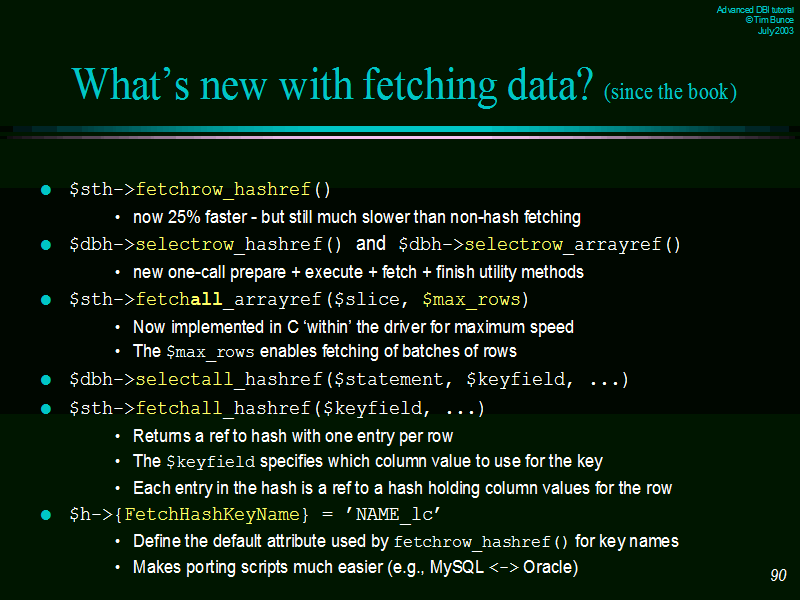 Advanced DBI tutorial
© Tim Bunce
July 2003
What’s new with fetching data? (since the book)
$sth->fetchrow_hashref()
now 25% faster - but still much slower than non-hash fetching
$dbh->selectrow_hashref() and $dbh->selectrow_arrayref()
new one-call prepare + execute + fetch + finish utility methods
$sth->fetchall_arrayref($slice, $max_rows)
Now implemented in C ‘within’ the driver for maximum speed
The $max_rows enables fetching of batches of rows
$dbh->selectall_hashref($statement, $keyfield, ...)
$sth->fetchall_hashref($keyfield, ...)
Returns a ref to hash with one entry per row
The $keyfield specifies which column value to use for the key
Each entry in the hash is a ref to a hash holding column values for the row
$h->{FetchHashKeyName} = ’NAME_lc’
Define the default attribute used by fetchrow_hashref() for key names
Makes porting scripts much easier (e.g., MySQL <-> Oracle)
90